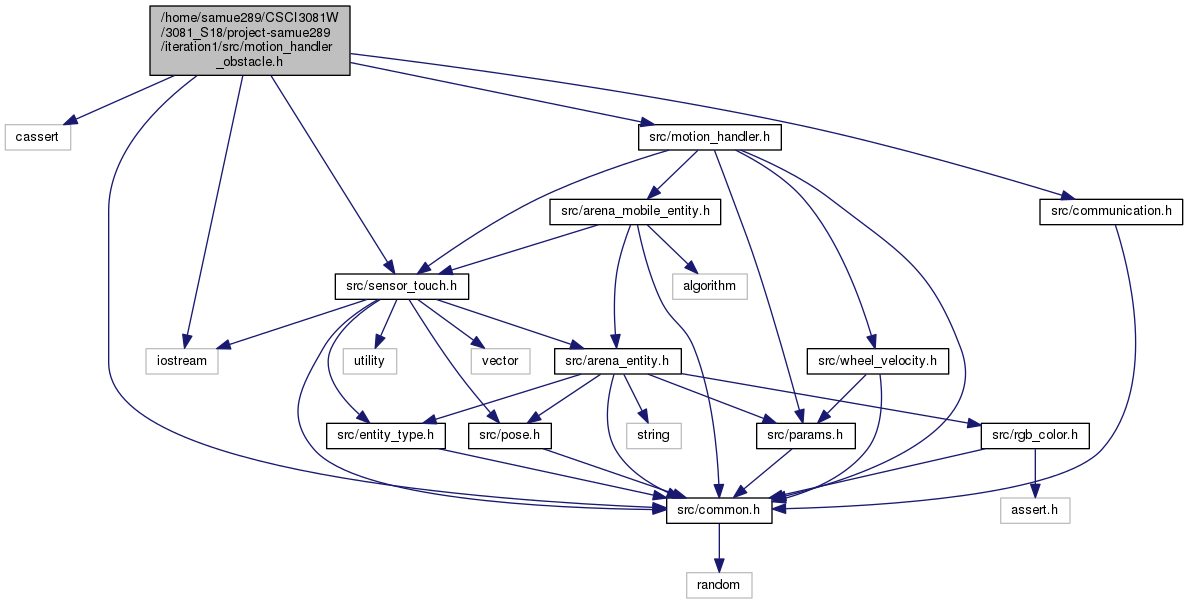 /home/samue289/CSCI3081W
/3081_S18/project-samue289
/iteration1/src/motion_handler
_obstacle.h
cassert
src/motion_handler.h
src/arena_mobile_entity.h
src/communication.h
src/sensor_touch.h
algorithm
iostream
utility
vector
src/arena_entity.h
src/wheel_velocity.h
src/entity_type.h
src/pose.h
string
src/params.h
src/rgb_color.h
src/common.h
assert.h
random